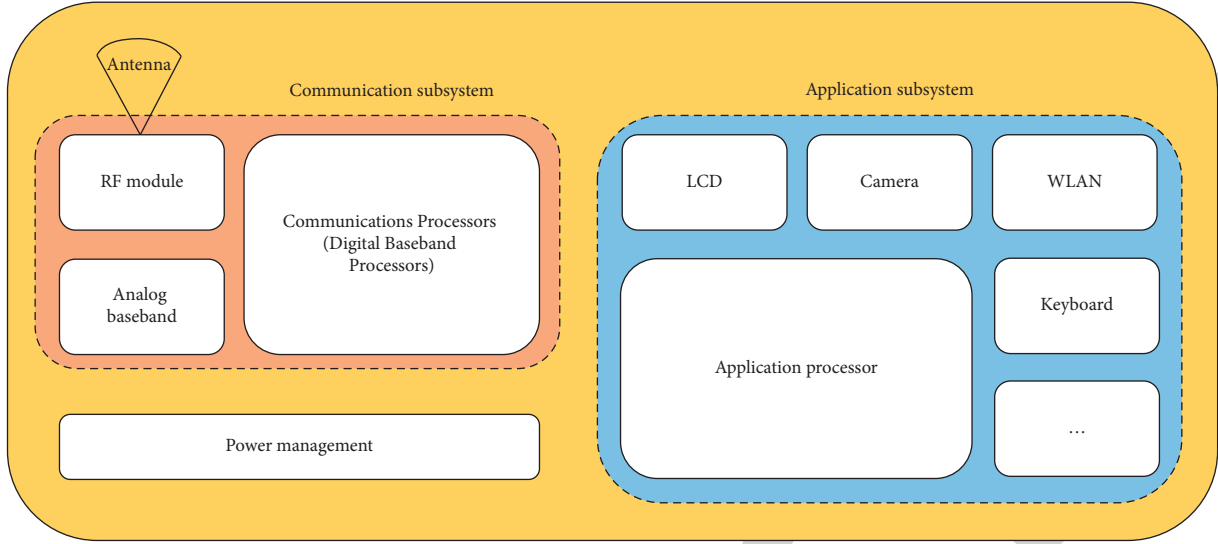 Antenna
Communication subsystem
Application subsystem
RF module
Communications Processors
(Digital Baseband
Processors)
Analog
baseband
Power management
LCD
Camera
WLAN
Application processor
Keyboard
...